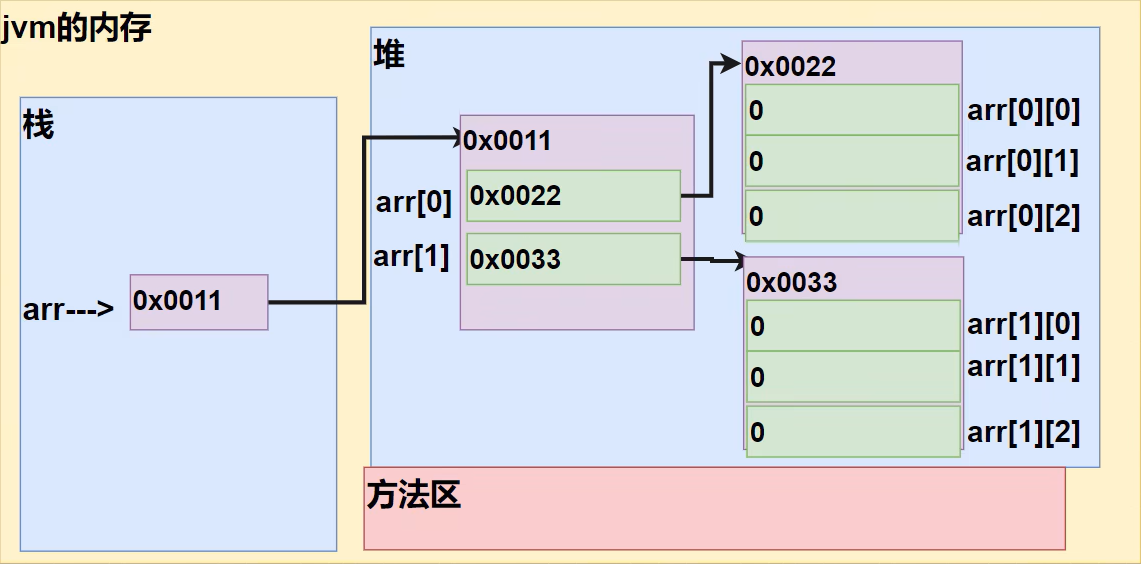 jvm的内存
栈
arr--->
0x0011
堆
0x0011
arr[0]
0x0022
arr[1]
0x0033
0x0022
0
arr[0][0]
0
arr[0][1]
0
arr[0][2]
0x0033
0
arr[1][0]
0
arr[1][1]
0
arr[1][2]
方法区